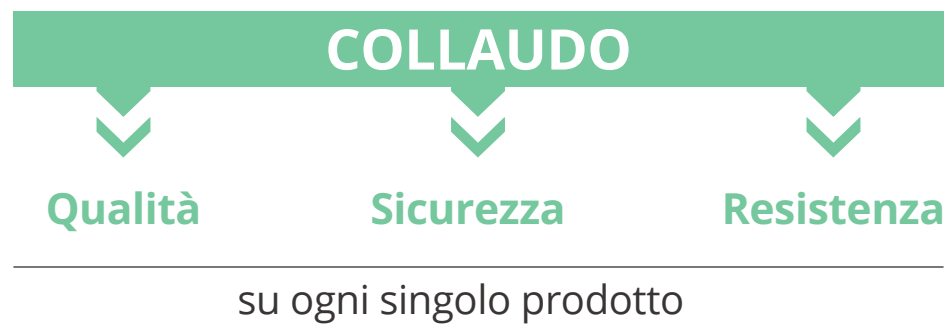 COLLAUDO
Qualità Sicurezza Resistenza
su ogni singolo prodotto